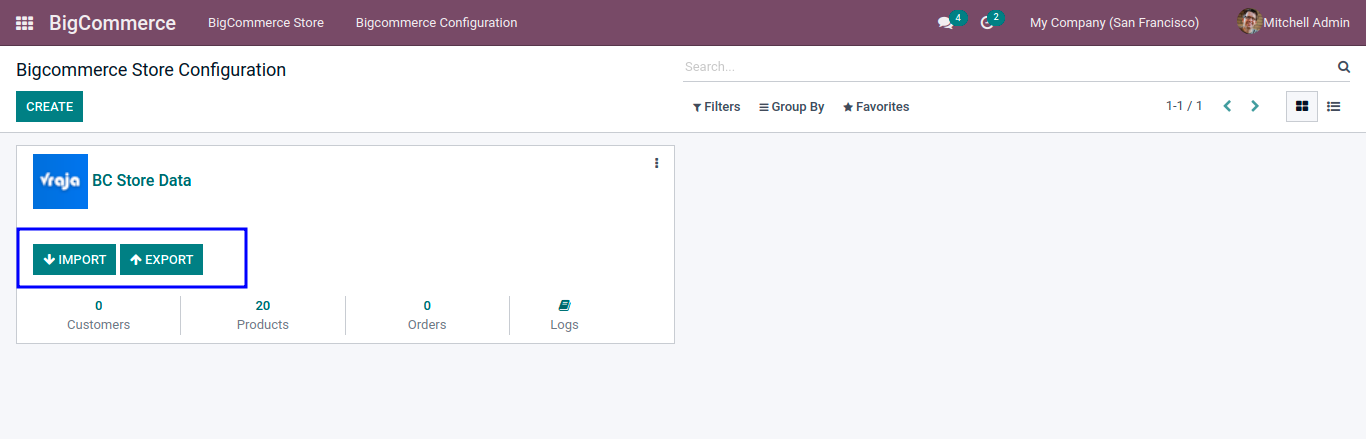 BigCommerce BigCommerce Store Bigcommerce Configuration 4 2 My Company (San Francisco) Mitchell Admin
Bigcommerce Store Configuration Search...
CREATE Filters Group By Favorites 1-1 / 1
vraja BC Store Data
IMPORT EXPORT
0 20 0
Customers Products Orders Logs